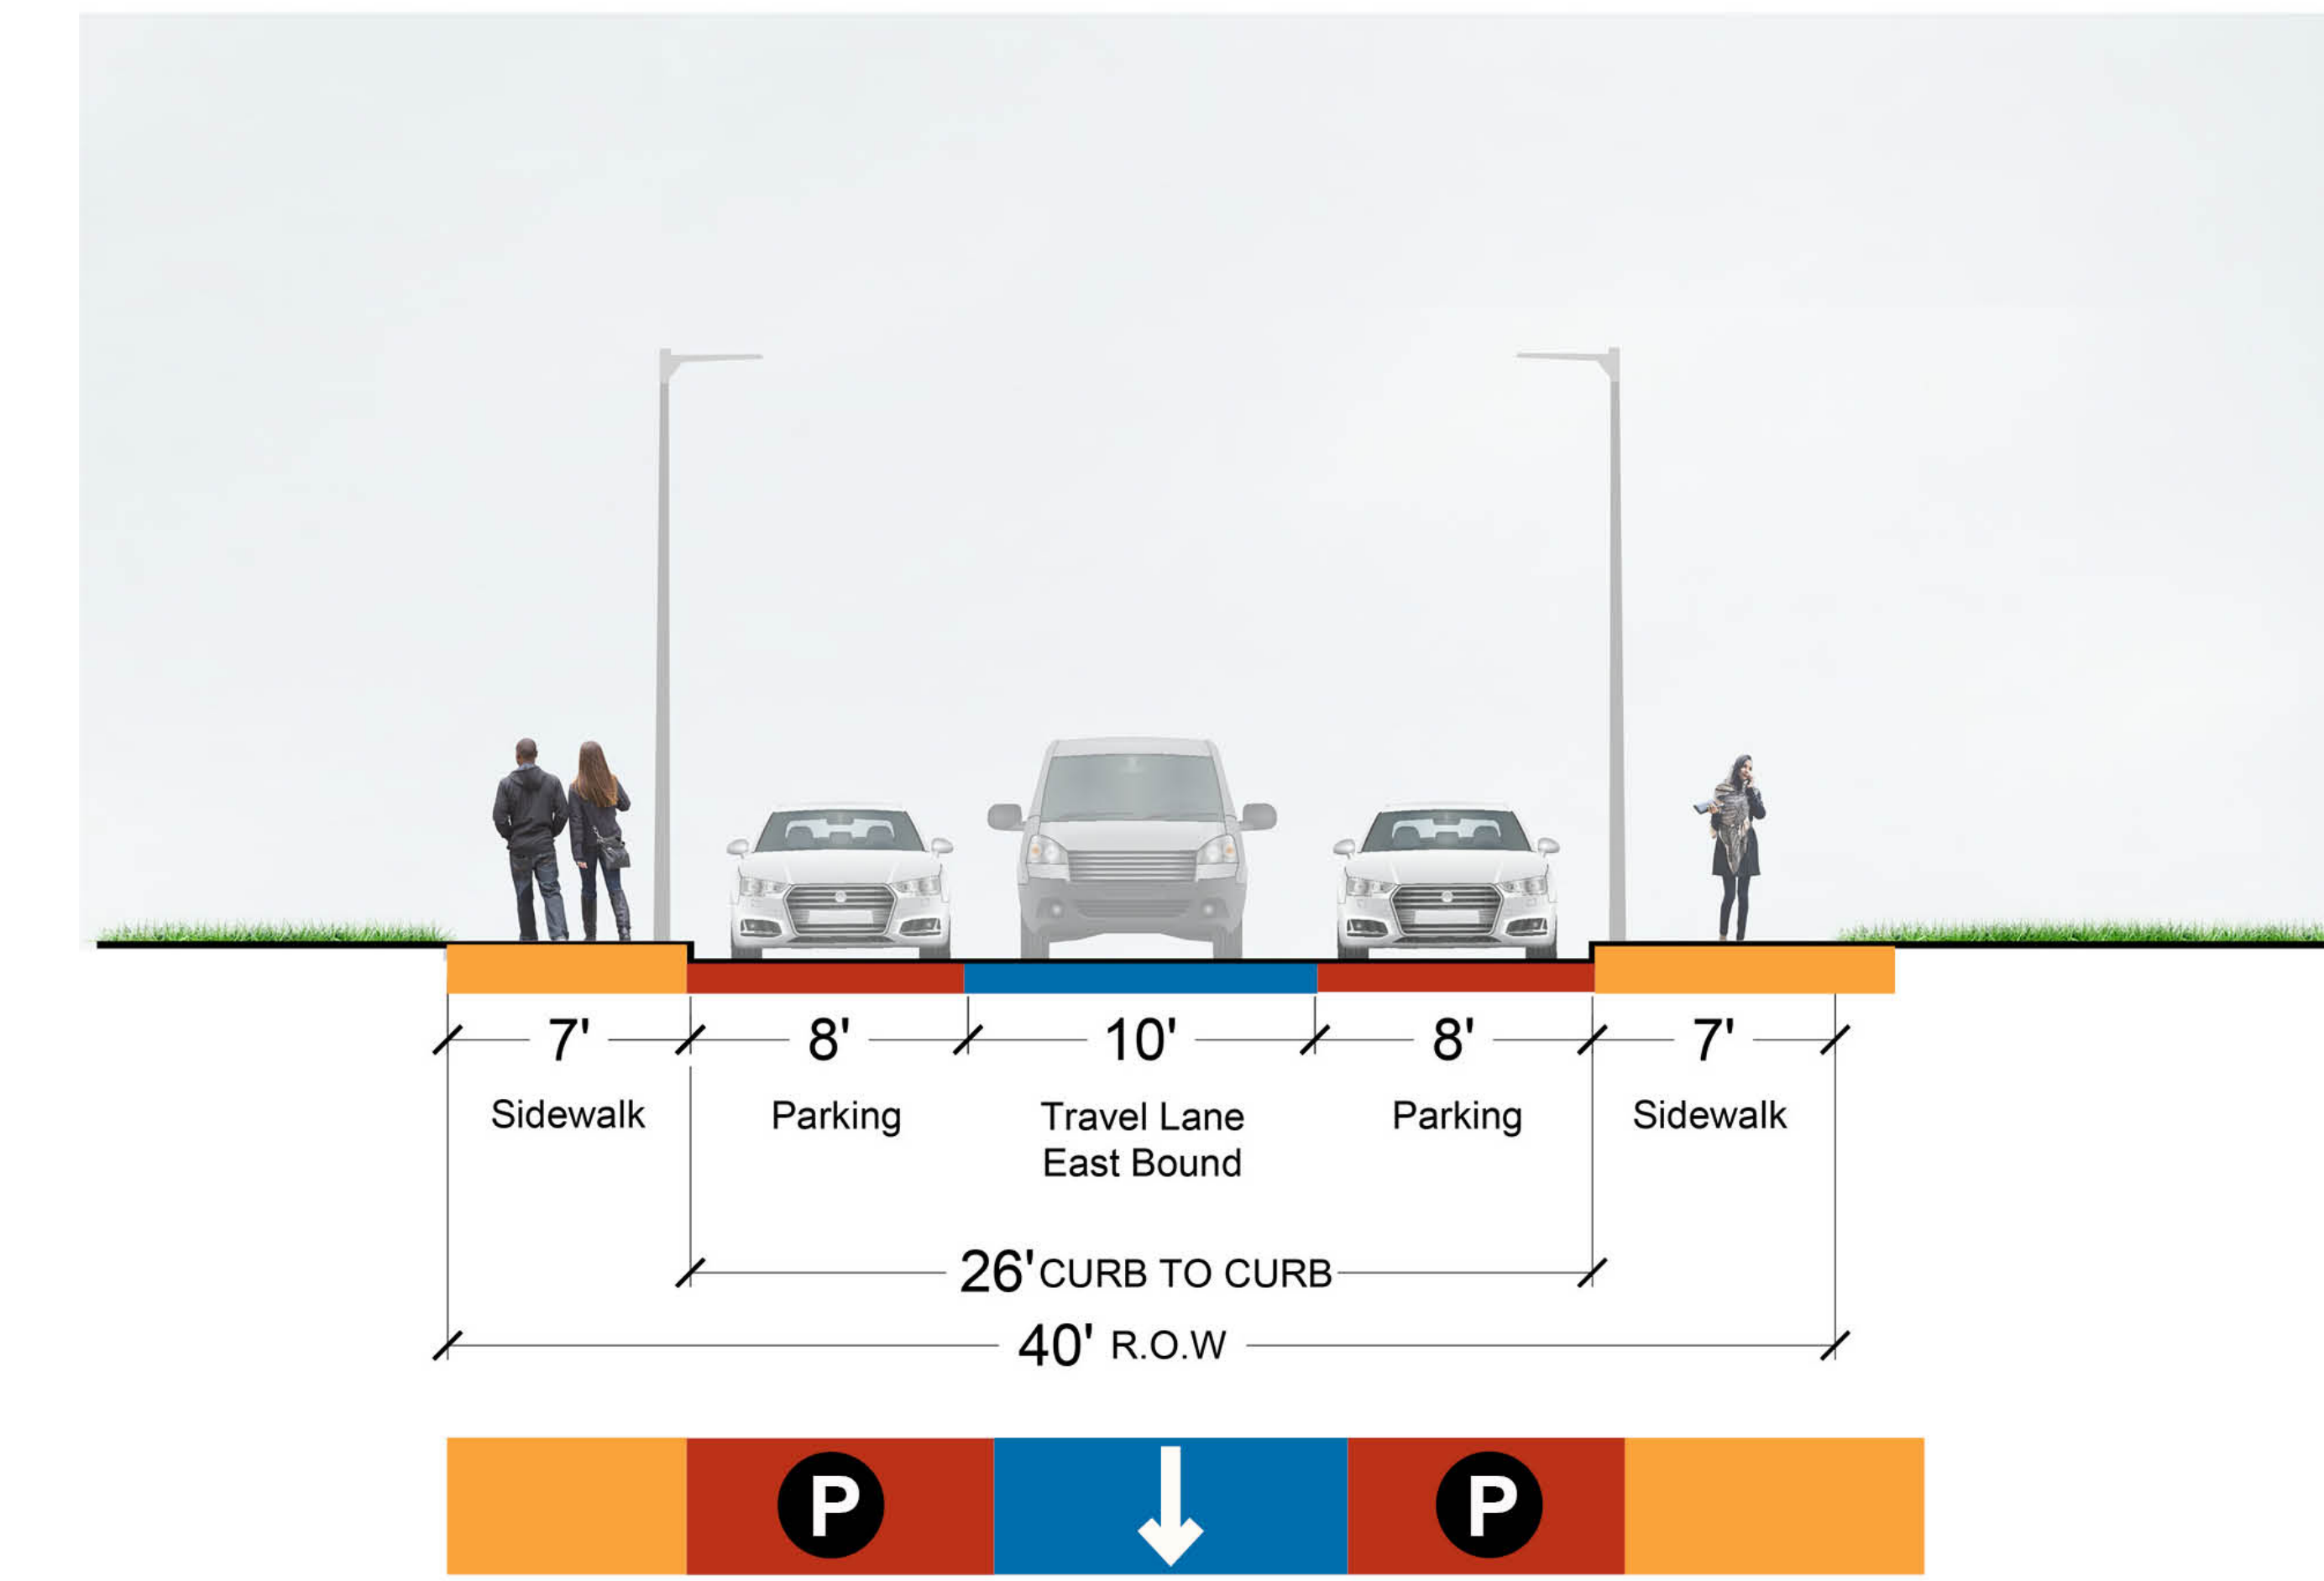 7' 8' 10' 8' 7'
Sidewalk Parking Travel Lane Parking Sidewalk
East Bound
26' CURB TO CURB
40' R.O.W
P P